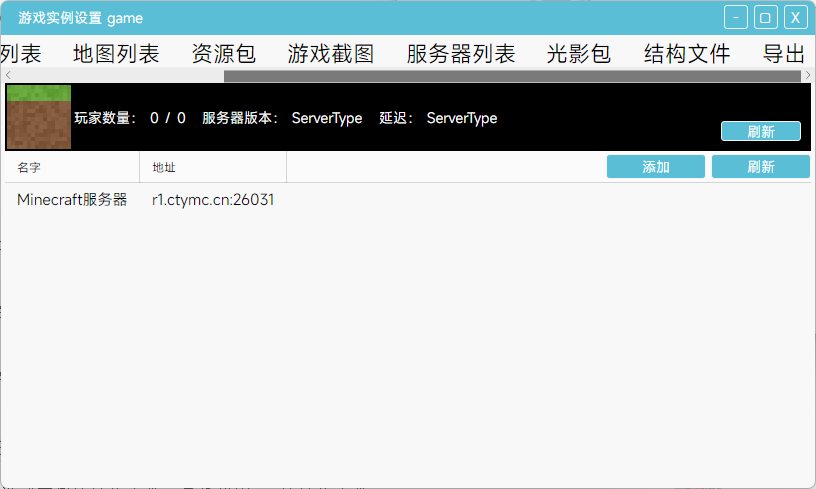 游戏实例设置 game
- ▢ X
列表 地图列表 资源包 游戏截图 服务器列表 光影包 结构文件 导出
玩家数量： 0 / 0 服务器版本： ServerType 延迟： ServerType
刷新
名字 地址 添加 刷新
Minecraft服务器 r1.ctymc.cn:26031